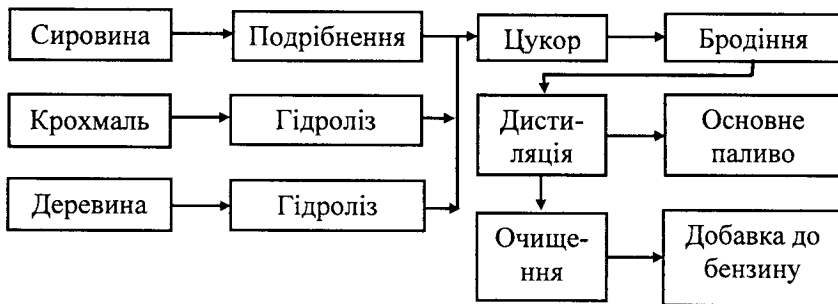 Сировина
Подрібнення
Цукор
Бродіння
Крохмаль
Гідроліз
Дисти-
ляція
Основне
паливо
Деревина
Гідроліз
Очище-
ння
Добавка до
бензину